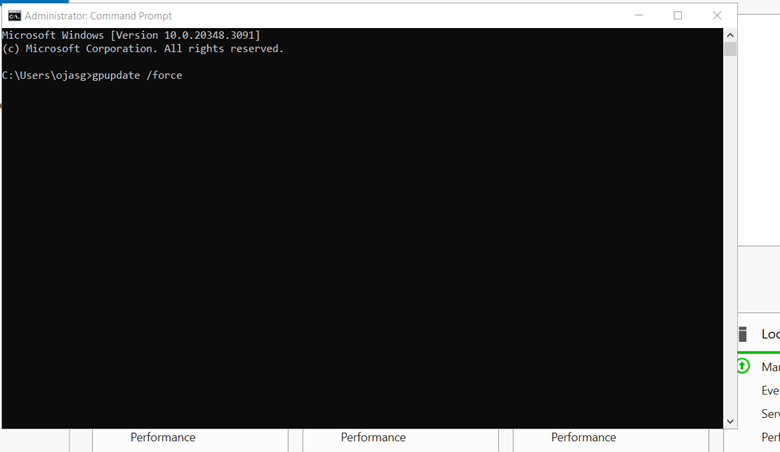 Administrator: Command Prompt
Microsoft Windows [Version 10.0.20348.3091]
(c) Microsoft Corporation. All rights reserved.
C:\Users\ojasg>gpupdate /force
Loc
Man
Eve
Serv
Performance Performance Performance Perf